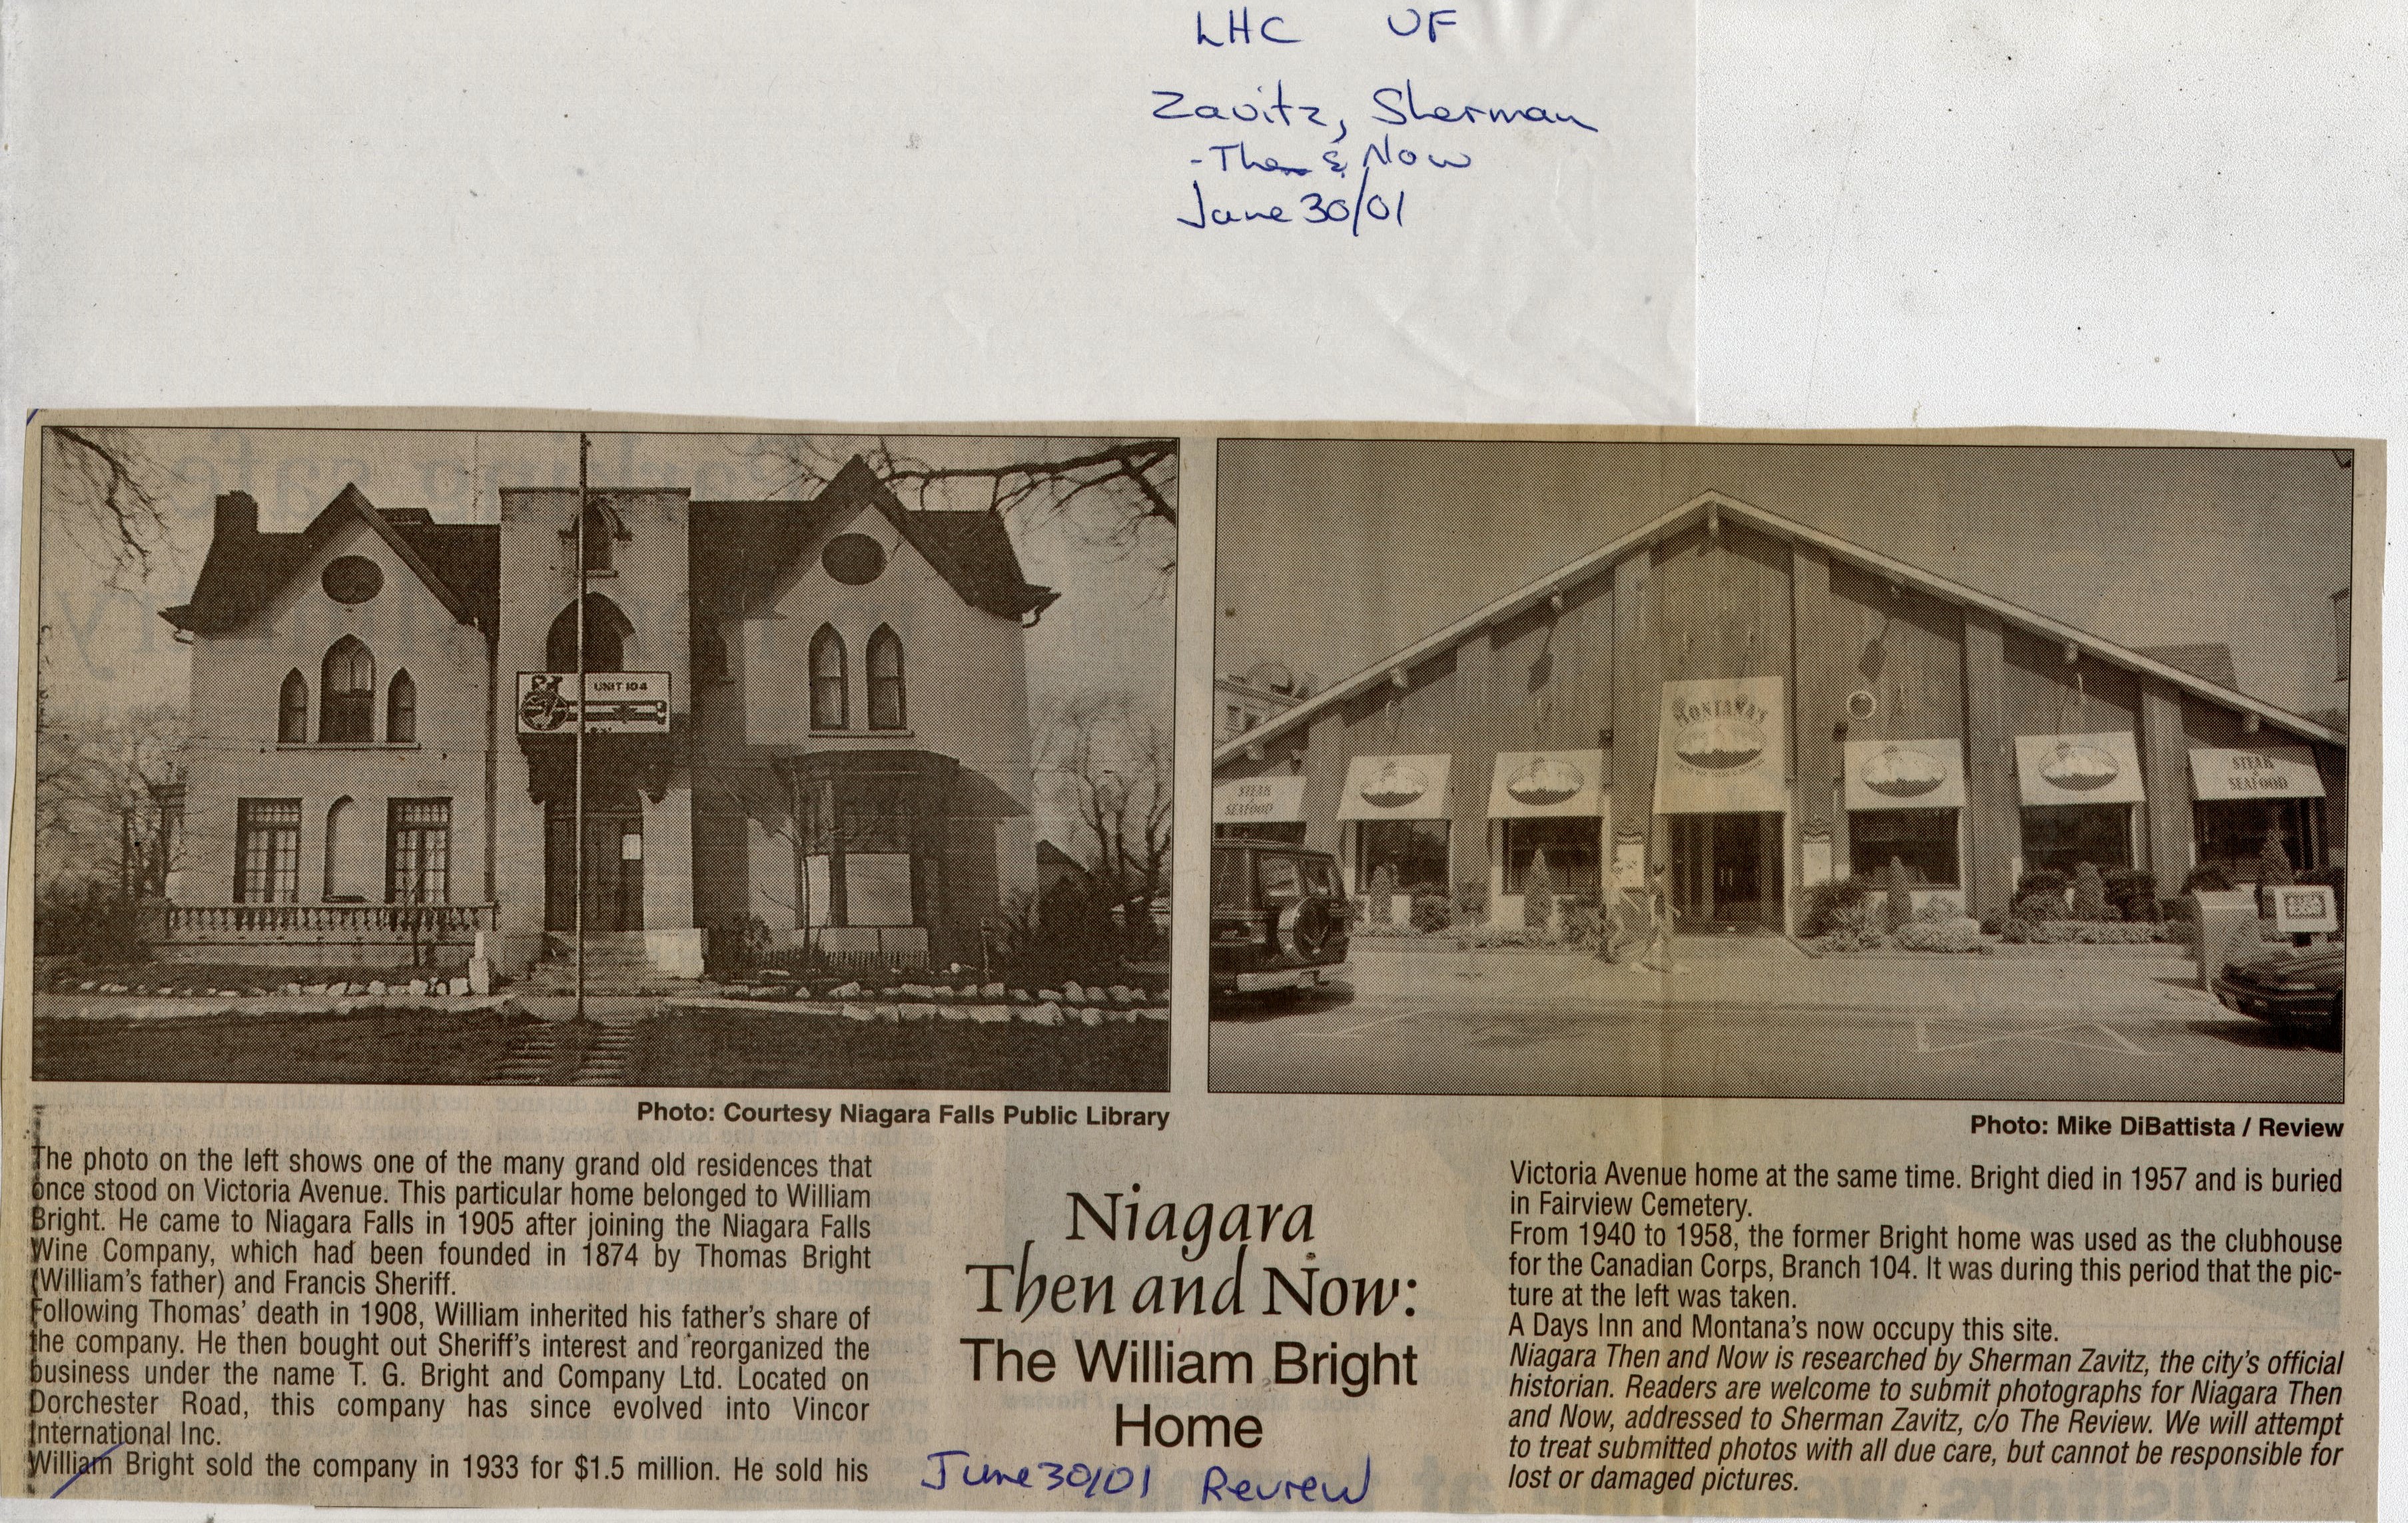 LHC UF
Zavitz, Sherman
- Then & Now
June 30/01
UNIT 104
MONTANA'S
STEAK
SEAFOOD
STEAK
SEAFOOD
Photo: Courtesy Niagara Falls Public Library
Photo: Mike DiBattista / Review
The photo on the left shows one of the many grand old residences that
once stood on Victoria Avenue. This particular home belonged to William
Bright. He came to Niagara Falls in 1905 after joining the Niagara Falls
Wine Company, which had been founded in 1874 by Thomas Bright
(William's father) and Francis Sheriff.
Following Thomas' death in 1908, William inherited his father's share of
the company. He then bought out Sheriff's interest and reorganized the
business under the name T. G. Bright and Company Ltd. Located on
Dorchester Road, this company has since evolved into Vincor
International Inc.
William Bright sold the company in 1933 for $1.5 million. He sold his
Niagara
Then and Now:
The William Bright
Home
June 30/01 Review
Victoria Avenue home at the same time. Bright died in 1957 and is buried
in Fairview Cemetery.
From 1940 to 1958, the former Bright home was used as the clubhouse
for the Canadian Corps, Branch 104. It was during this period that the pic-
ture at the left was taken.
A Days Inn and Montana's now occupy this site.
Niagara Then and Now is researched by Sherman Zavitz, the city's official
historian. Readers are welcome to submit photographs for Niagara Then
and Now, addressed to Sherman Zavitz, c/o The Review. We will attempt
to treat submitted photos with all due care, but cannot be responsible for
lost or damaged pictures.